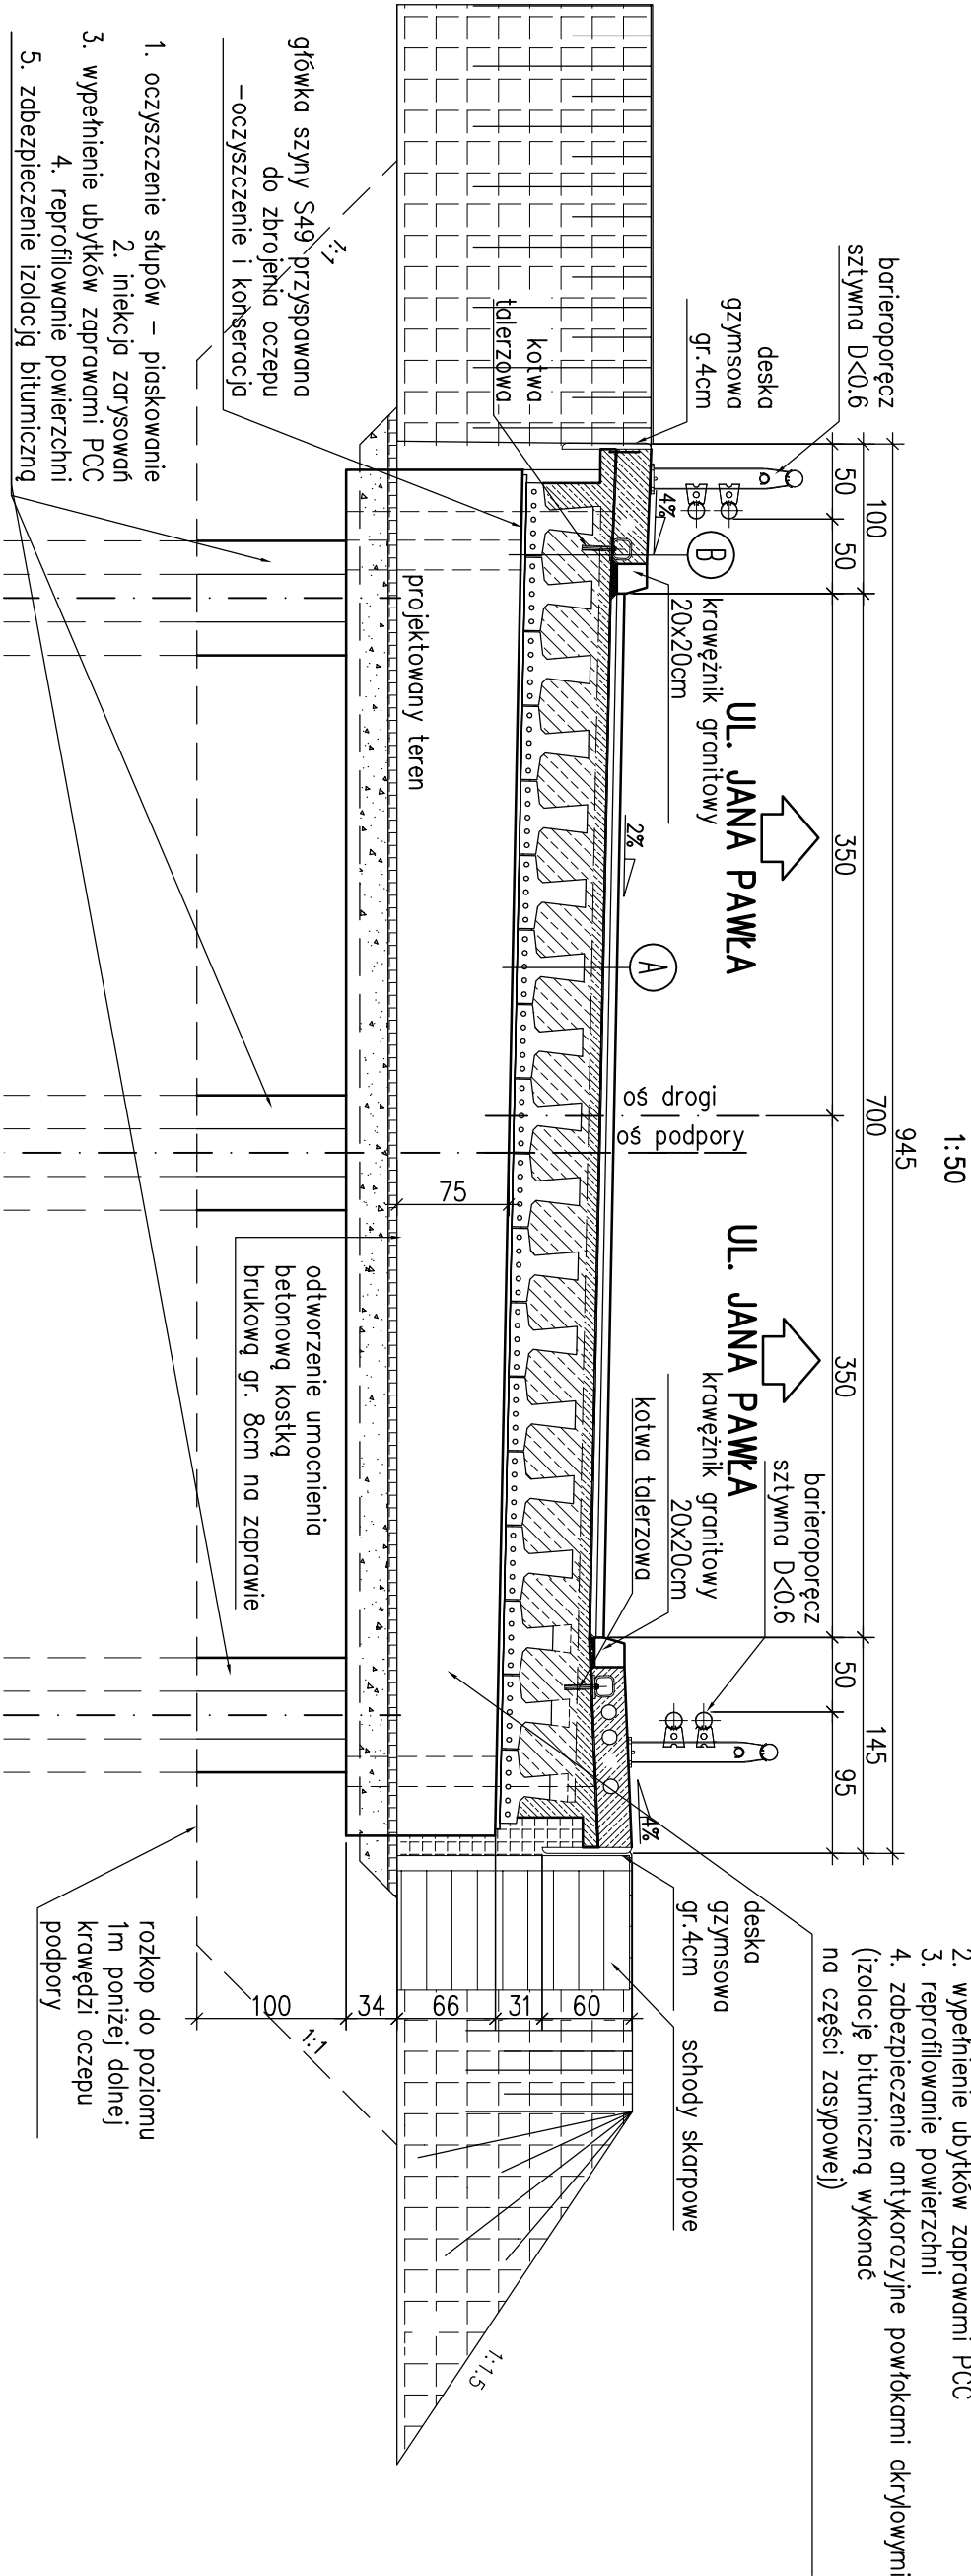 1:50
945
100
700
145
50
50
350
350
50
95
barieroporęcz
sztywna D<0.6
deska
gzymsowa
gr.4cm
kotwa
talerzowa
4%
B
krawężnik granitowy
20x20cm
UL. JANA PAWŁA
2%
A
oś drogi
oś podpory
UL. JANA PAWŁA
krawężnik granitowy
20x20cm
kotwa talerzowa
barieroporęcz
sztywna D<0.6
4%
deska
gzymsowa
gr.4cm
schody skarpowe
2. wypełnienie ubytków zaprawami PCC
3. reprofilowanie powierzchni
4. zabezpieczenie antykorozyjne powłokami akrylowymi
(izolację bitumiczną wykonać
na części zasypowej)
główka szyny S49 przyspawana
do zbrojenia oczepu
-oczyszczenie i konseracja
1:1
projektowany teren
75
odtworzenie umocnienia
betonową kostką
brukową gr. 8cm na zaprawie
60
31
66
34
100
1:1
1:1.5
1. oczyszczenie słupów - piaskowanie
2. iniekcja zarysowań
3. wypełnienie ubytków zaprawami PCC
4. reprofilowanie powierzchni
5. zabezpieczenie izolacją bitumiczną
rozkop do poziomu
1m poniżej dolnej
krawędzi oczepu
podpory